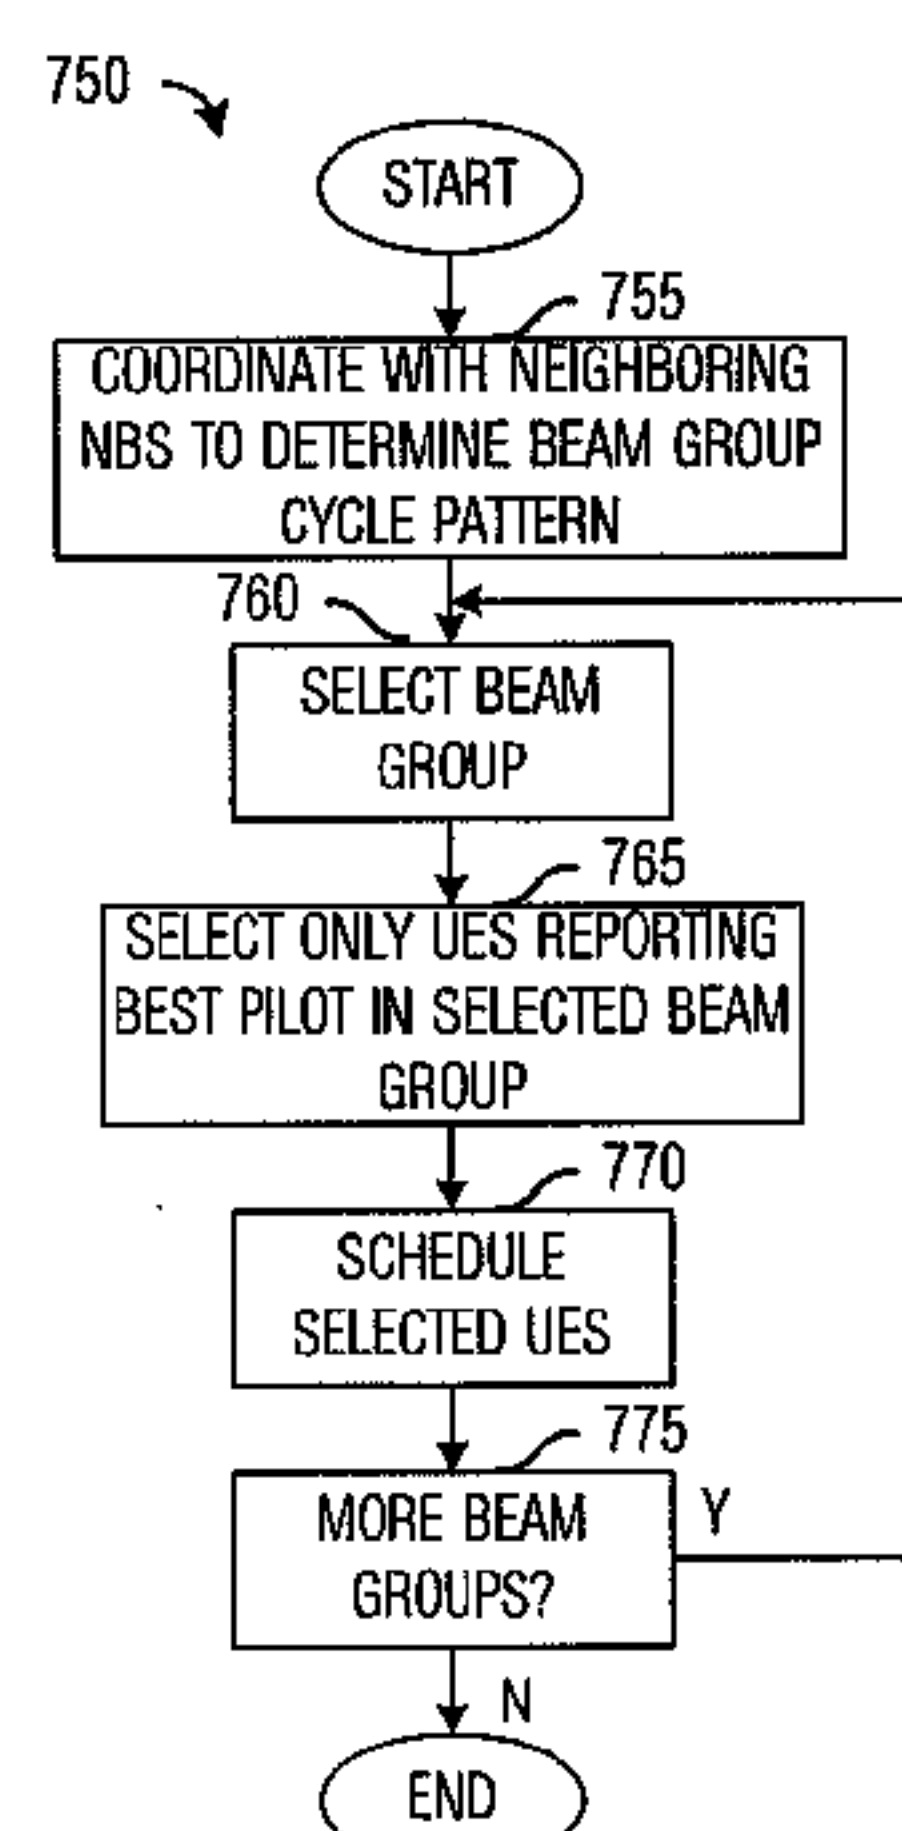 750
START
755
COORDINATE WITH NEIGHBORING
NBS TO DETERMINE BEAM GROUP
CYCLE PATTERN
760
SELECT BEAM
GROUP
765
SELECT ONLY UES REPORTING
BEST PILOT IN SELECTED BEAM
GROUP
770
SCHEDULE
SELECTED UES
775
MORE BEAM
GROUPS?
Y
N
END